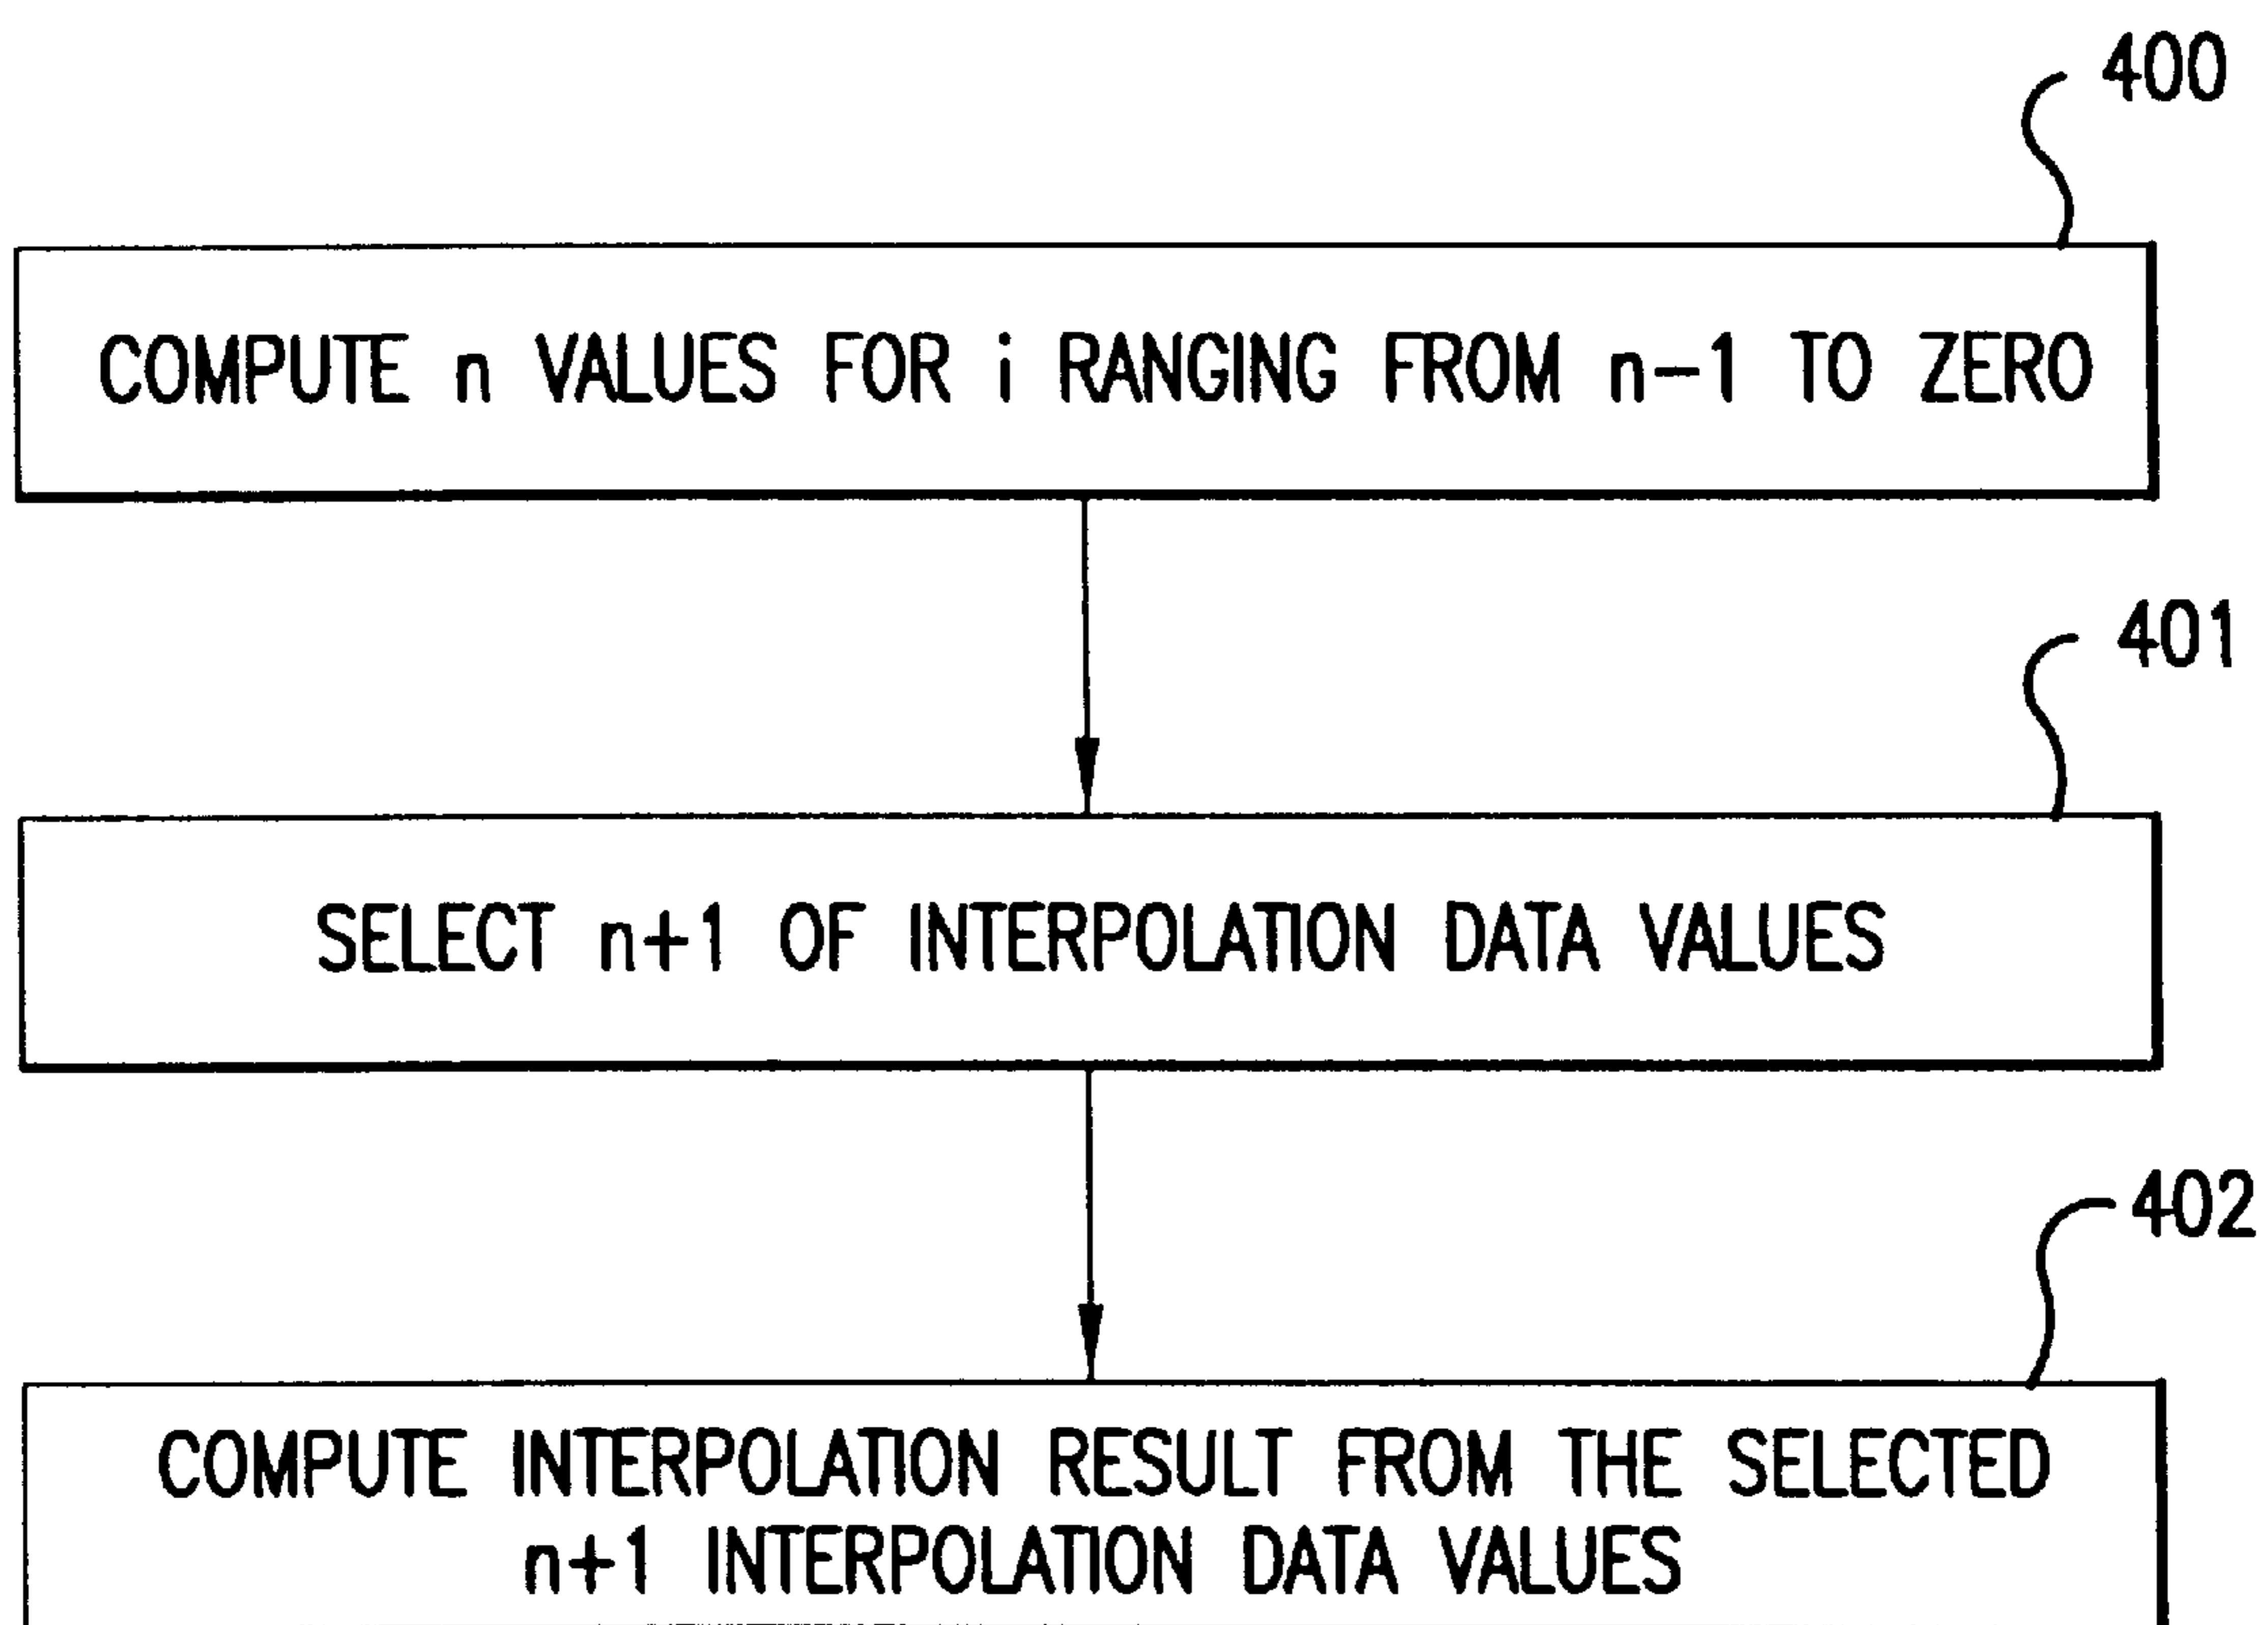 400
COMPUTE n VALUES FOR i RANGING FROM n-1 TO ZERO
401
SELECT n+1 OF INTERPOLATION DATA VALUES
402
COMPUTE INTERPOLATION RESULT FROM THE SELECTED
n+1 INTERPOLATION DATA VALUES